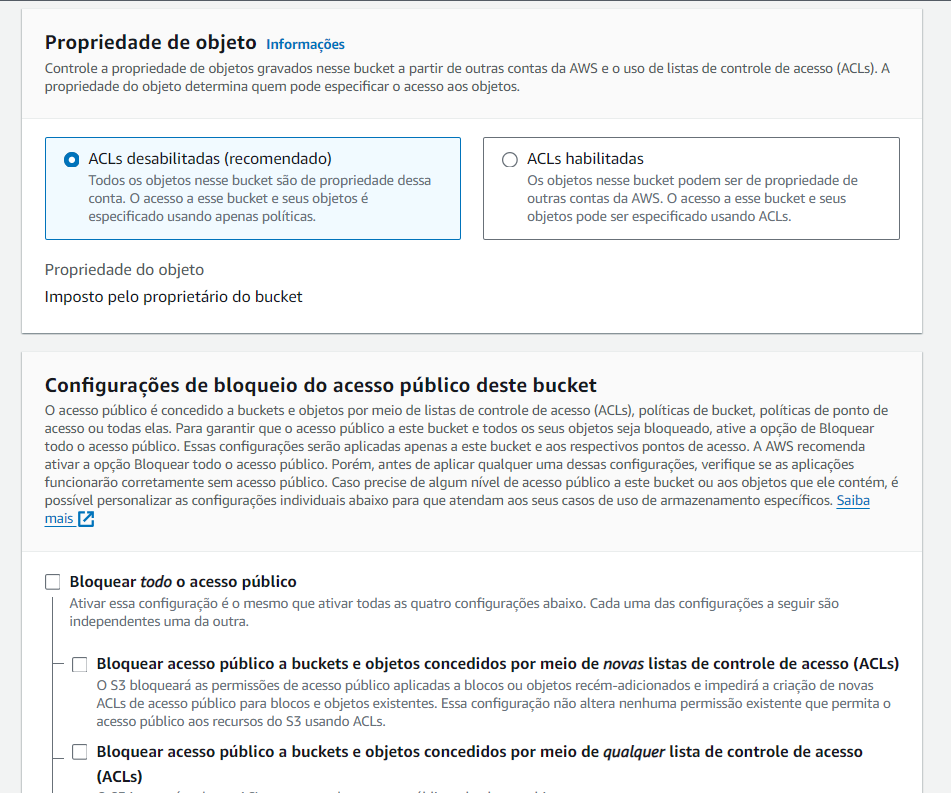 Propriedade de objeto Informações
Controle a propriedade de objetos gravados nesse bucket a partir de outras contas da AWS e o uso de listas de controle de acesso (ACLs). A
propriedade do objeto determina quem pode especificar o acesso aos objetos.
ACLs desabilitadas (recomendado)
Todos os objetos nesse bucket são de propriedade dessa
conta. O acesso a esse bucket e seus objetos é
especificado usando apenas políticas.
ACLs habilitadas
Os objetos nesse bucket podem ser de propriedade de
outras contas da AWS. O acesso a esse bucket e seus
objetos pode ser especificado usando ACLs.
Propriedade do objeto
Imposto pelo proprietário do bucket
Configurações de bloqueio do acesso público deste bucket
O acesso público é concedido a buckets e objetos por meio de listas de controle de acesso (ACLs), políticas de bucket, políticas de ponto de
acesso ou todas elas. Para garantir que o acesso público a este bucket e todos os seus objetos seja bloqueado, ative a opção de Bloquear
todo o acesso público. Essas configurações serão aplicadas apenas a este bucket e aos respectivos pontos de acesso. A AWS recomenda
ativar a opção Bloquear todo o acesso público. Porém, antes de aplicar qualquer uma dessas configurações, verifique se as aplicações
funcionarão corretamente sem acesso público. Caso precise de algum nível de acesso público a este bucket ou aos objetos que ele contém, é
possível personalizar as configurações individuais abaixo para que atendam aos seus casos de uso de armazenamento específicos. Saiba
mais
Bloquear todo o acesso público
Ativar essa configuração é o mesmo que ativar todas as quatro configurações abaixo. Cada uma das configurações a seguir são
independentes uma da outra.
Bloquear acesso público a buckets e objetos concedidos por meio de novas listas de controle de acesso (ACLs)
O S3 bloqueará as permissões de acesso público aplicadas a blocos ou objetos recém-adicionados e impedirá a criação de novas
ACLs de acesso público para blocos e objetos existentes. Essa configuração não altera nenhuma permissão existente que permita o
acesso público aos recursos do S3 usando ACLs.
Bloquear acesso público a buckets e objetos concedidos por meio de qualquer lista de controle de acesso
(ACLs)